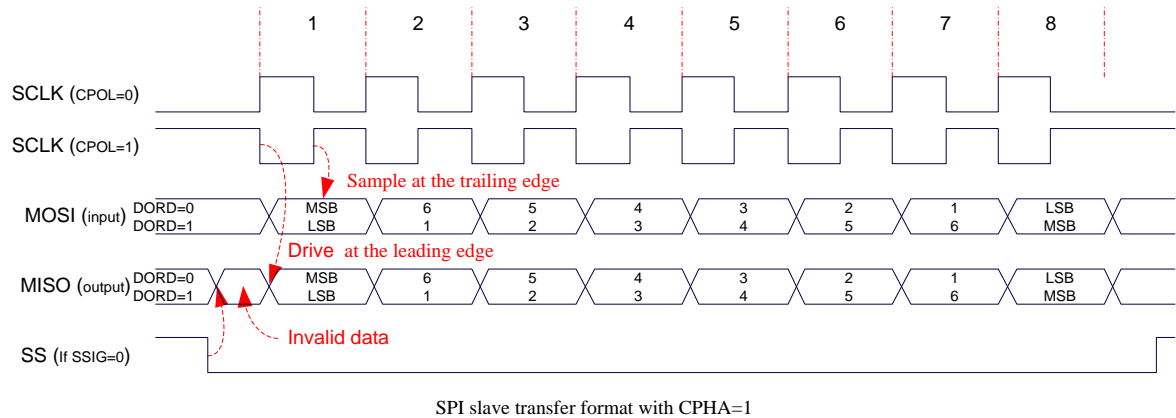 1 2 3 4 5 6 7 8
SCLK (CPOL=0)
SCLK (CPOL=1)
Sample at the trailing edge
MOSI (input) DORD=0 MSB 6 5 4 3 2 1 LSB
DORD=1 LSB 1 2 3 4 5 6 MSB
Drive at the leading edge
MISO (output) DORD=0 MSB 6 5 4 3 2 1 LSB
DORD=1 LSB 1 2 3 4 5 6 MSB
Invalid data
SS (If SSIG=0)
SPI slave transfer format with CPHA=1